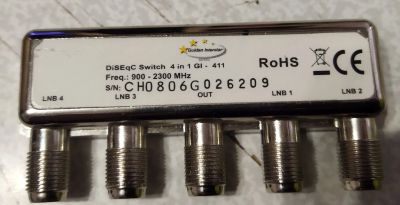 Golden Interstar
DiSEqC Switch 4 in 1 GI - 411
Freq.: 900 - 2300 MHz
S/N: CH0806G026209
RoHS
CE
LNB 4
LNB 3
OUT
LNB 1
LNB 2